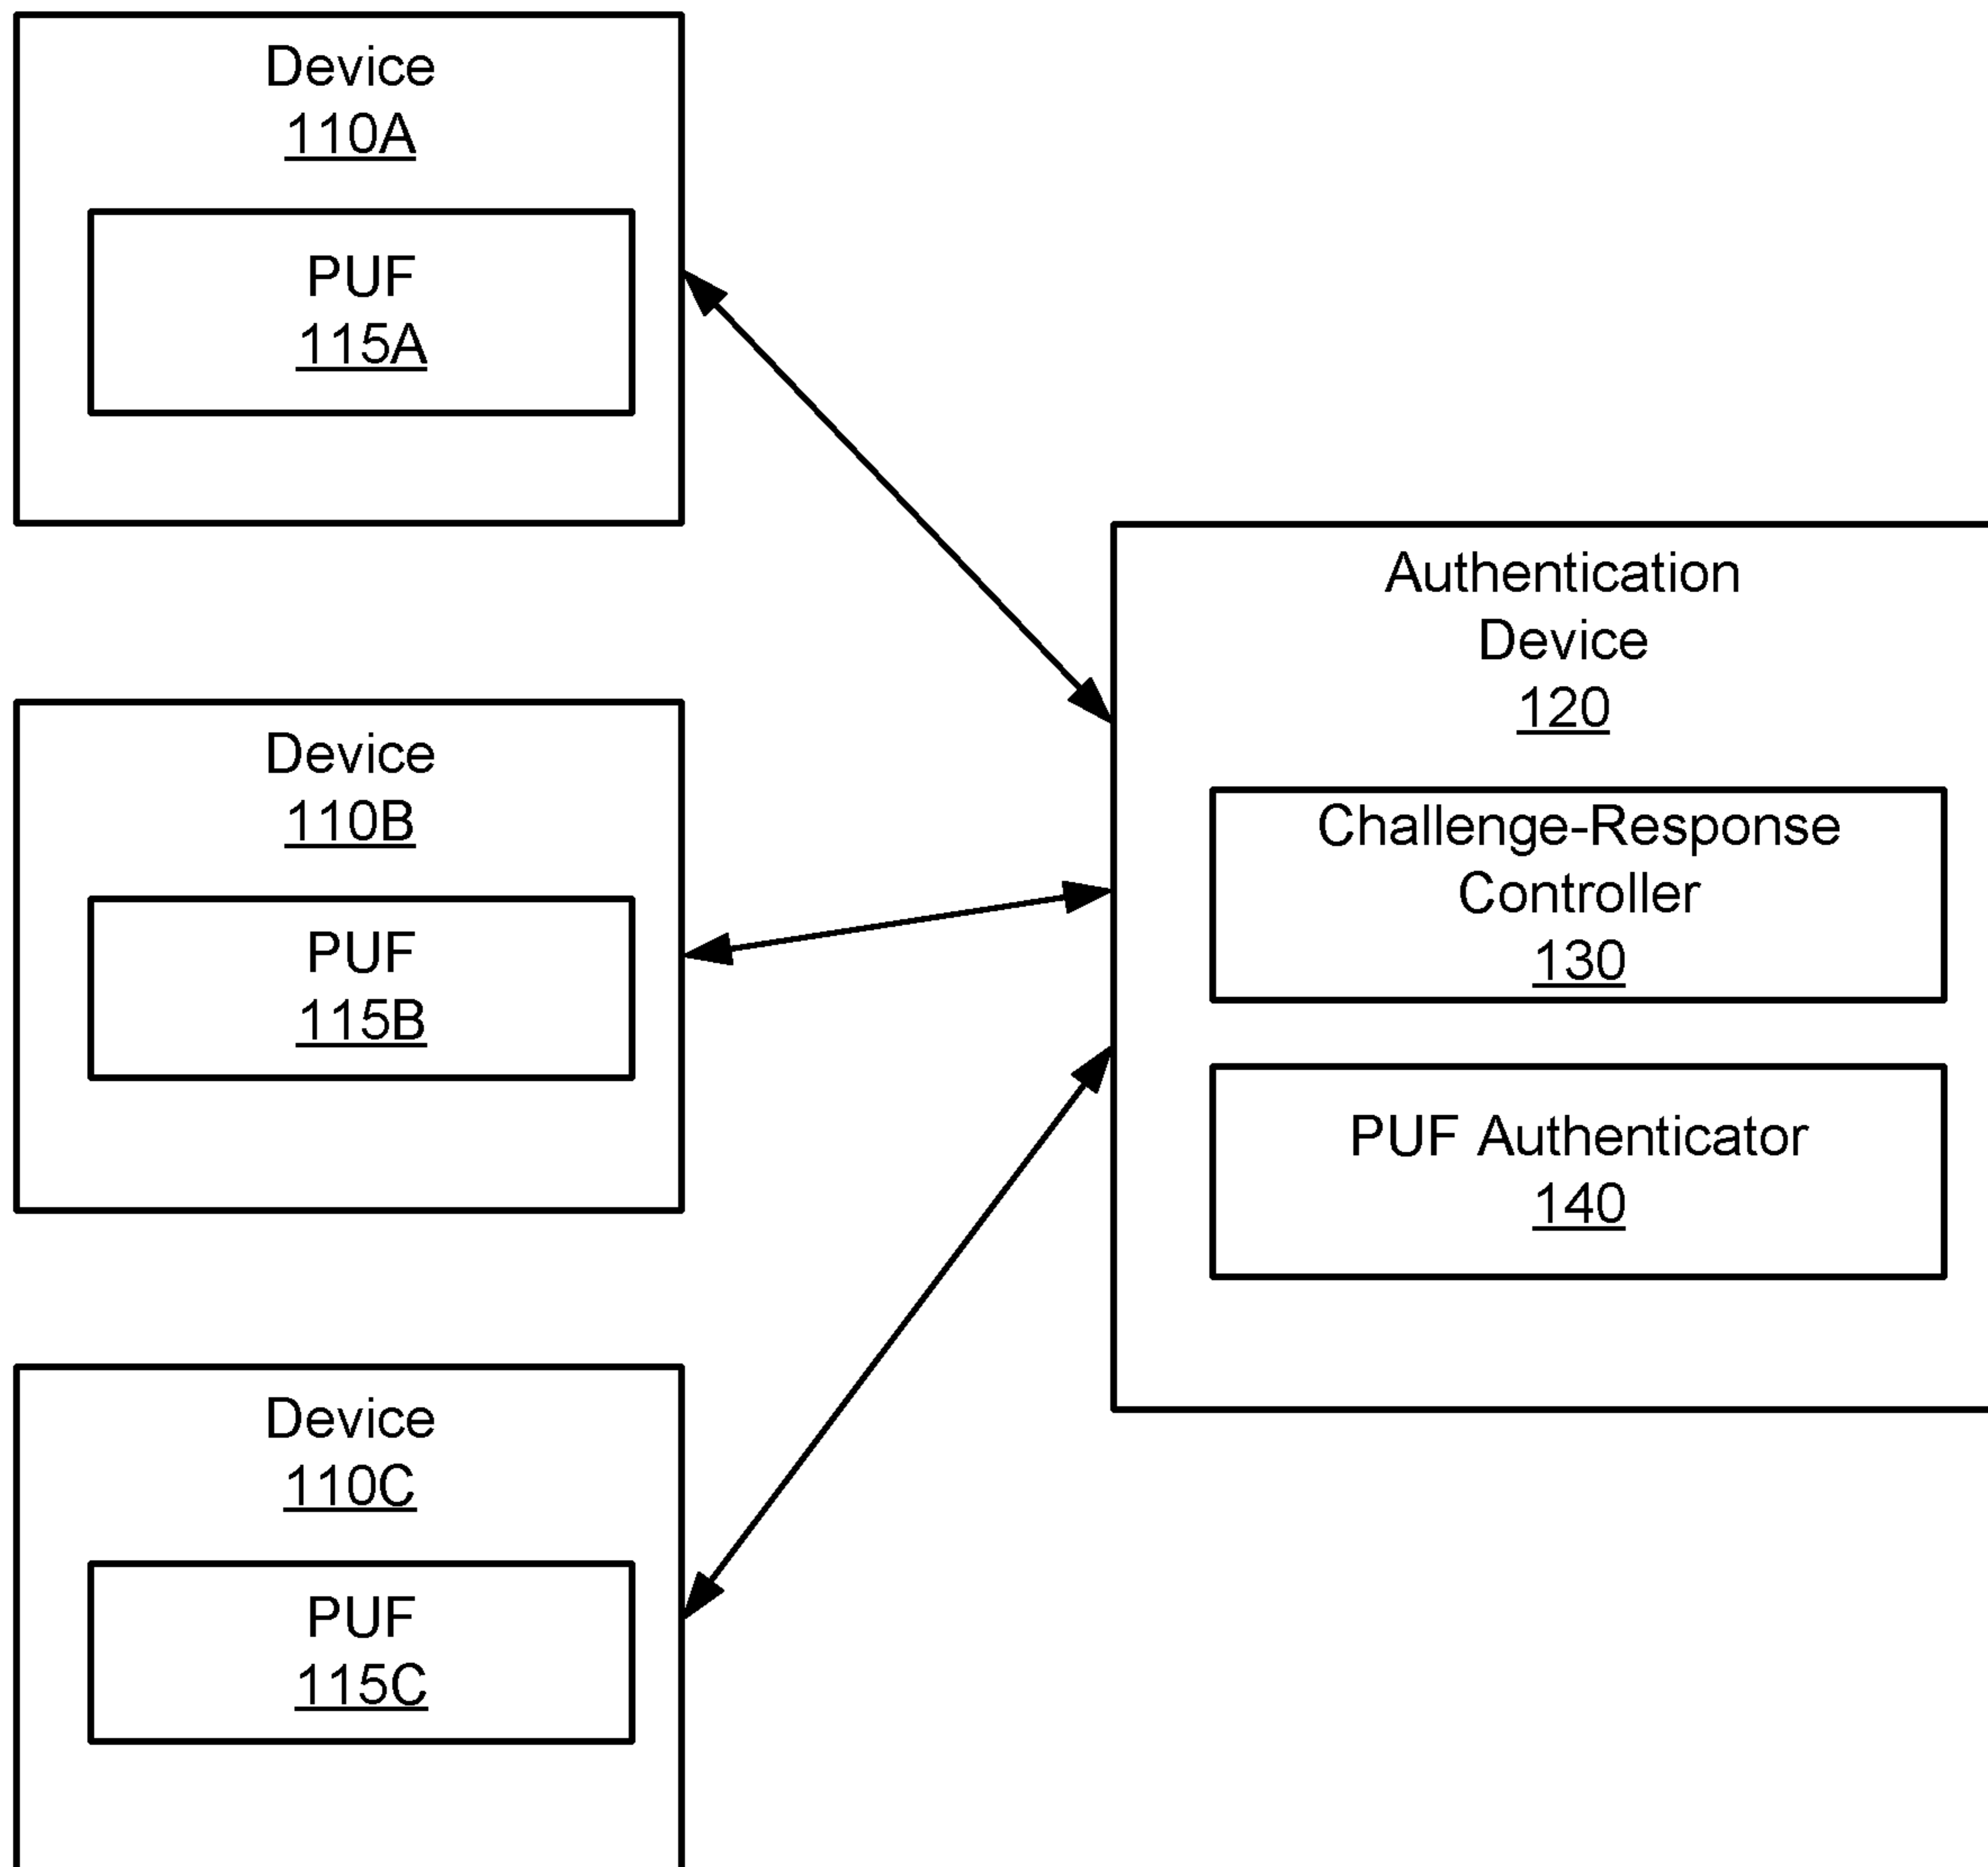 Device
110A
PUF
115A
Device
110B
PUF
115B
Device
110C
PUF
115C
Authentication
Device
120
Challenge-Response
Controller
130
PUF Authenticator
140